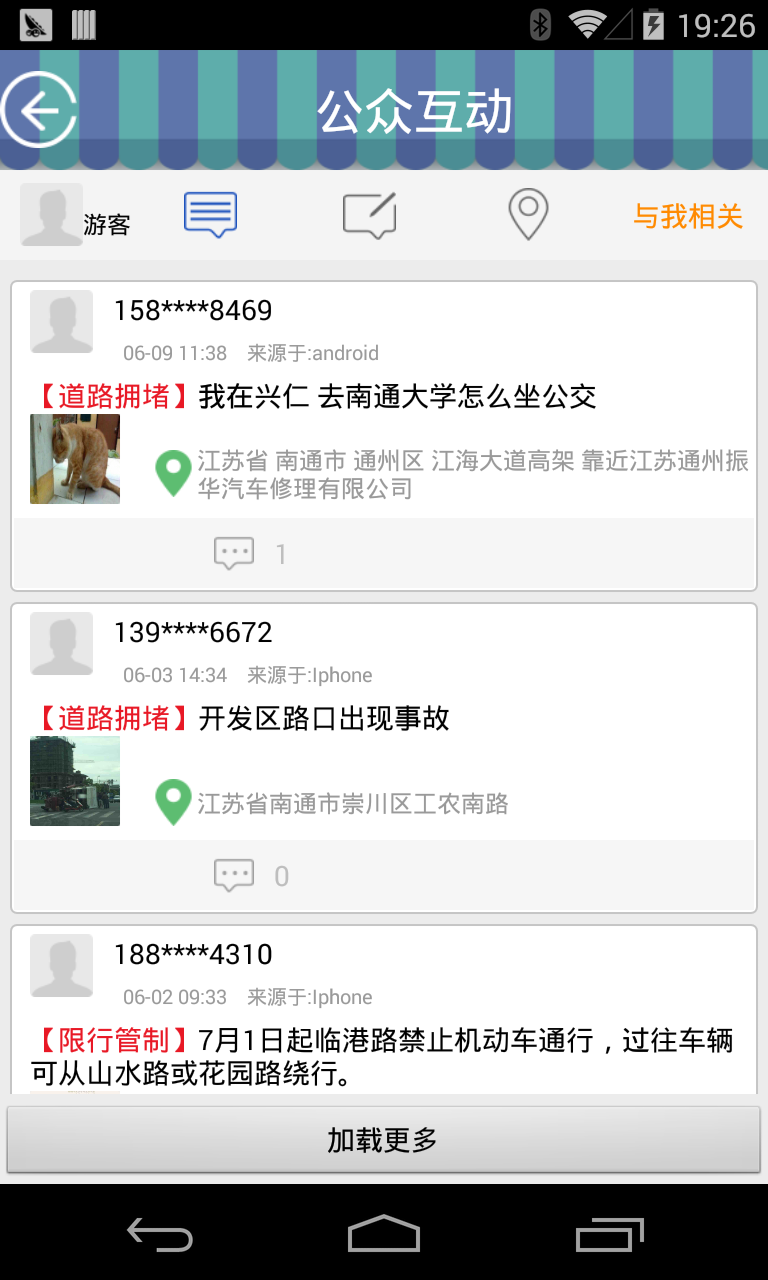 19:26
公众互动
游客
与我相关
158****8469
06-09 11:38 来源于:android
【道路拥堵】我在兴仁 去南通大学怎么坐公交
江苏省 南通市 通州区 江海大道高架 靠近江苏通州振
华汽车修理有限公司
1
139****6672
06-03 14:34 来源于:Iphone
【道路拥堵】开发区路口出现事故
江苏省南通市崇川区工农南路
0
188****4310
06-02 09:33 来源于:Iphone
【限行管制】7月1日起临港路禁止机动车通行，过往车辆
可从山水路或花园路绕行。
加载更多